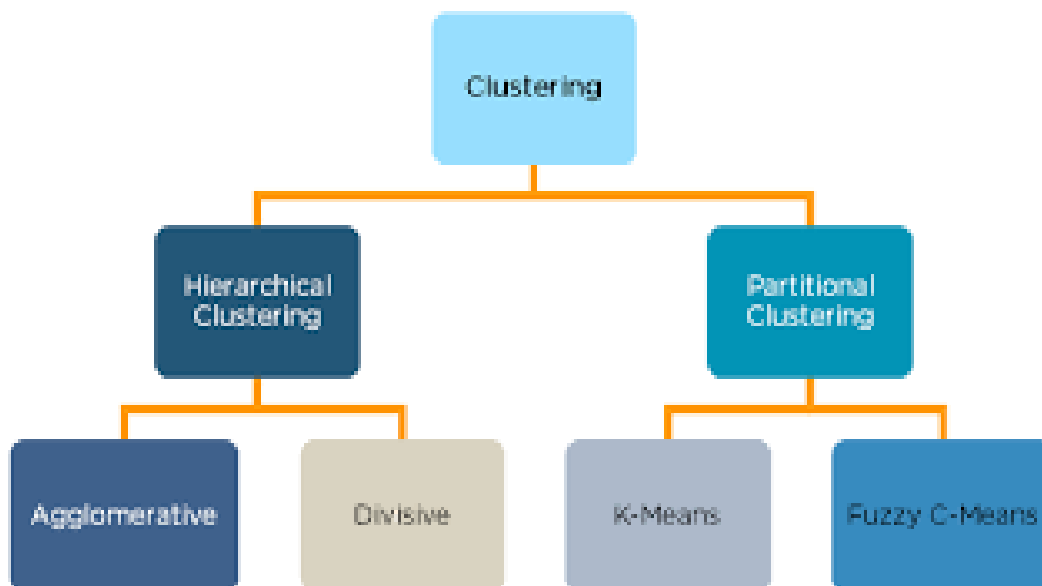 Clustering
Hierarchical
Clustering
Partitional
Clustering
Agglomerative
Divisive
K-Means
Fuzzy C-Means